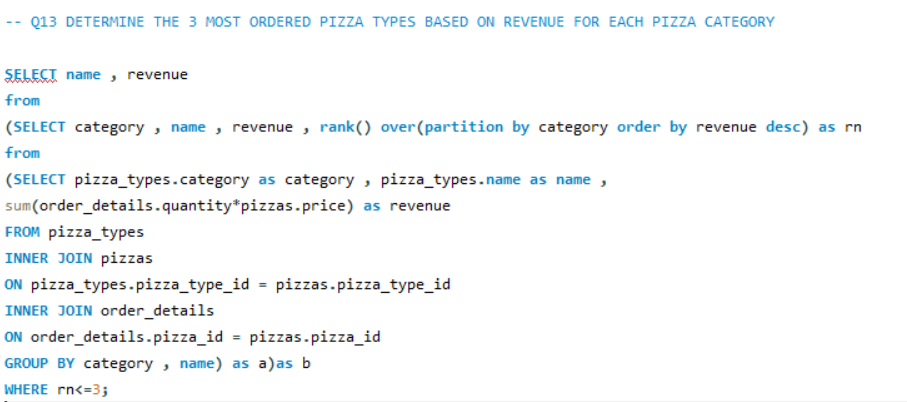 -- Q13 DETERMINE THE 3 MOST ORDERED PIZZA TYPES BASED ON REVENUE FOR EACH PIZZA CATEGORY
SELECT name , revenue
from
(SELECT category , name , revenue , rank() over(partition by category order by revenue desc) as rn
from
(SELECT pizza_types.category as category , pizza_types.name as name ,
sum(order_details.quantity*pizzas.price) as revenue
FROM pizza_types
INNER JOIN pizzas
ON pizza_types.pizza_type_id = pizzas.pizza_type_id
INNER JOIN order_details
ON order_details.pizza_id = pizzas.pizza_id
GROUP BY category , name) as a)as b
WHERE rn<=3;